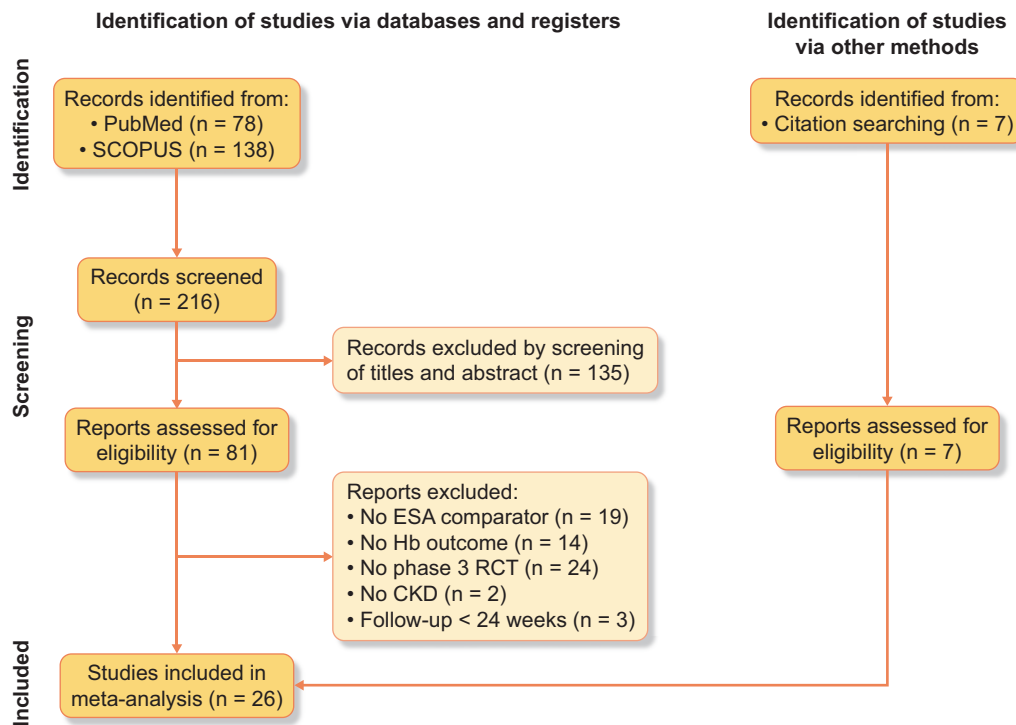 Identification of studies via databases and registers
Identification of studies
via other methods
Identification
Records identified from:
• PubMed (n = 78)
• SCOPUS (n = 138)
Records identified from:
• Citation searching (n = 7)
Screening
Records screened
(n = 216)
Records excluded by screening
of titles and abstract (n = 135)
Reports assessed for
eligibility (n = 81)
Reports assessed for
eligibility (n = 7)
Reports excluded:
• No ESA comparator (n = 19)
• No Hb outcome (n = 14)
• No phase 3 RCT (n = 24)
• No CKD (n = 2)
• Follow-up < 24 weeks (n = 3)
Included
Studies included in
meta-analysis (n = 26)